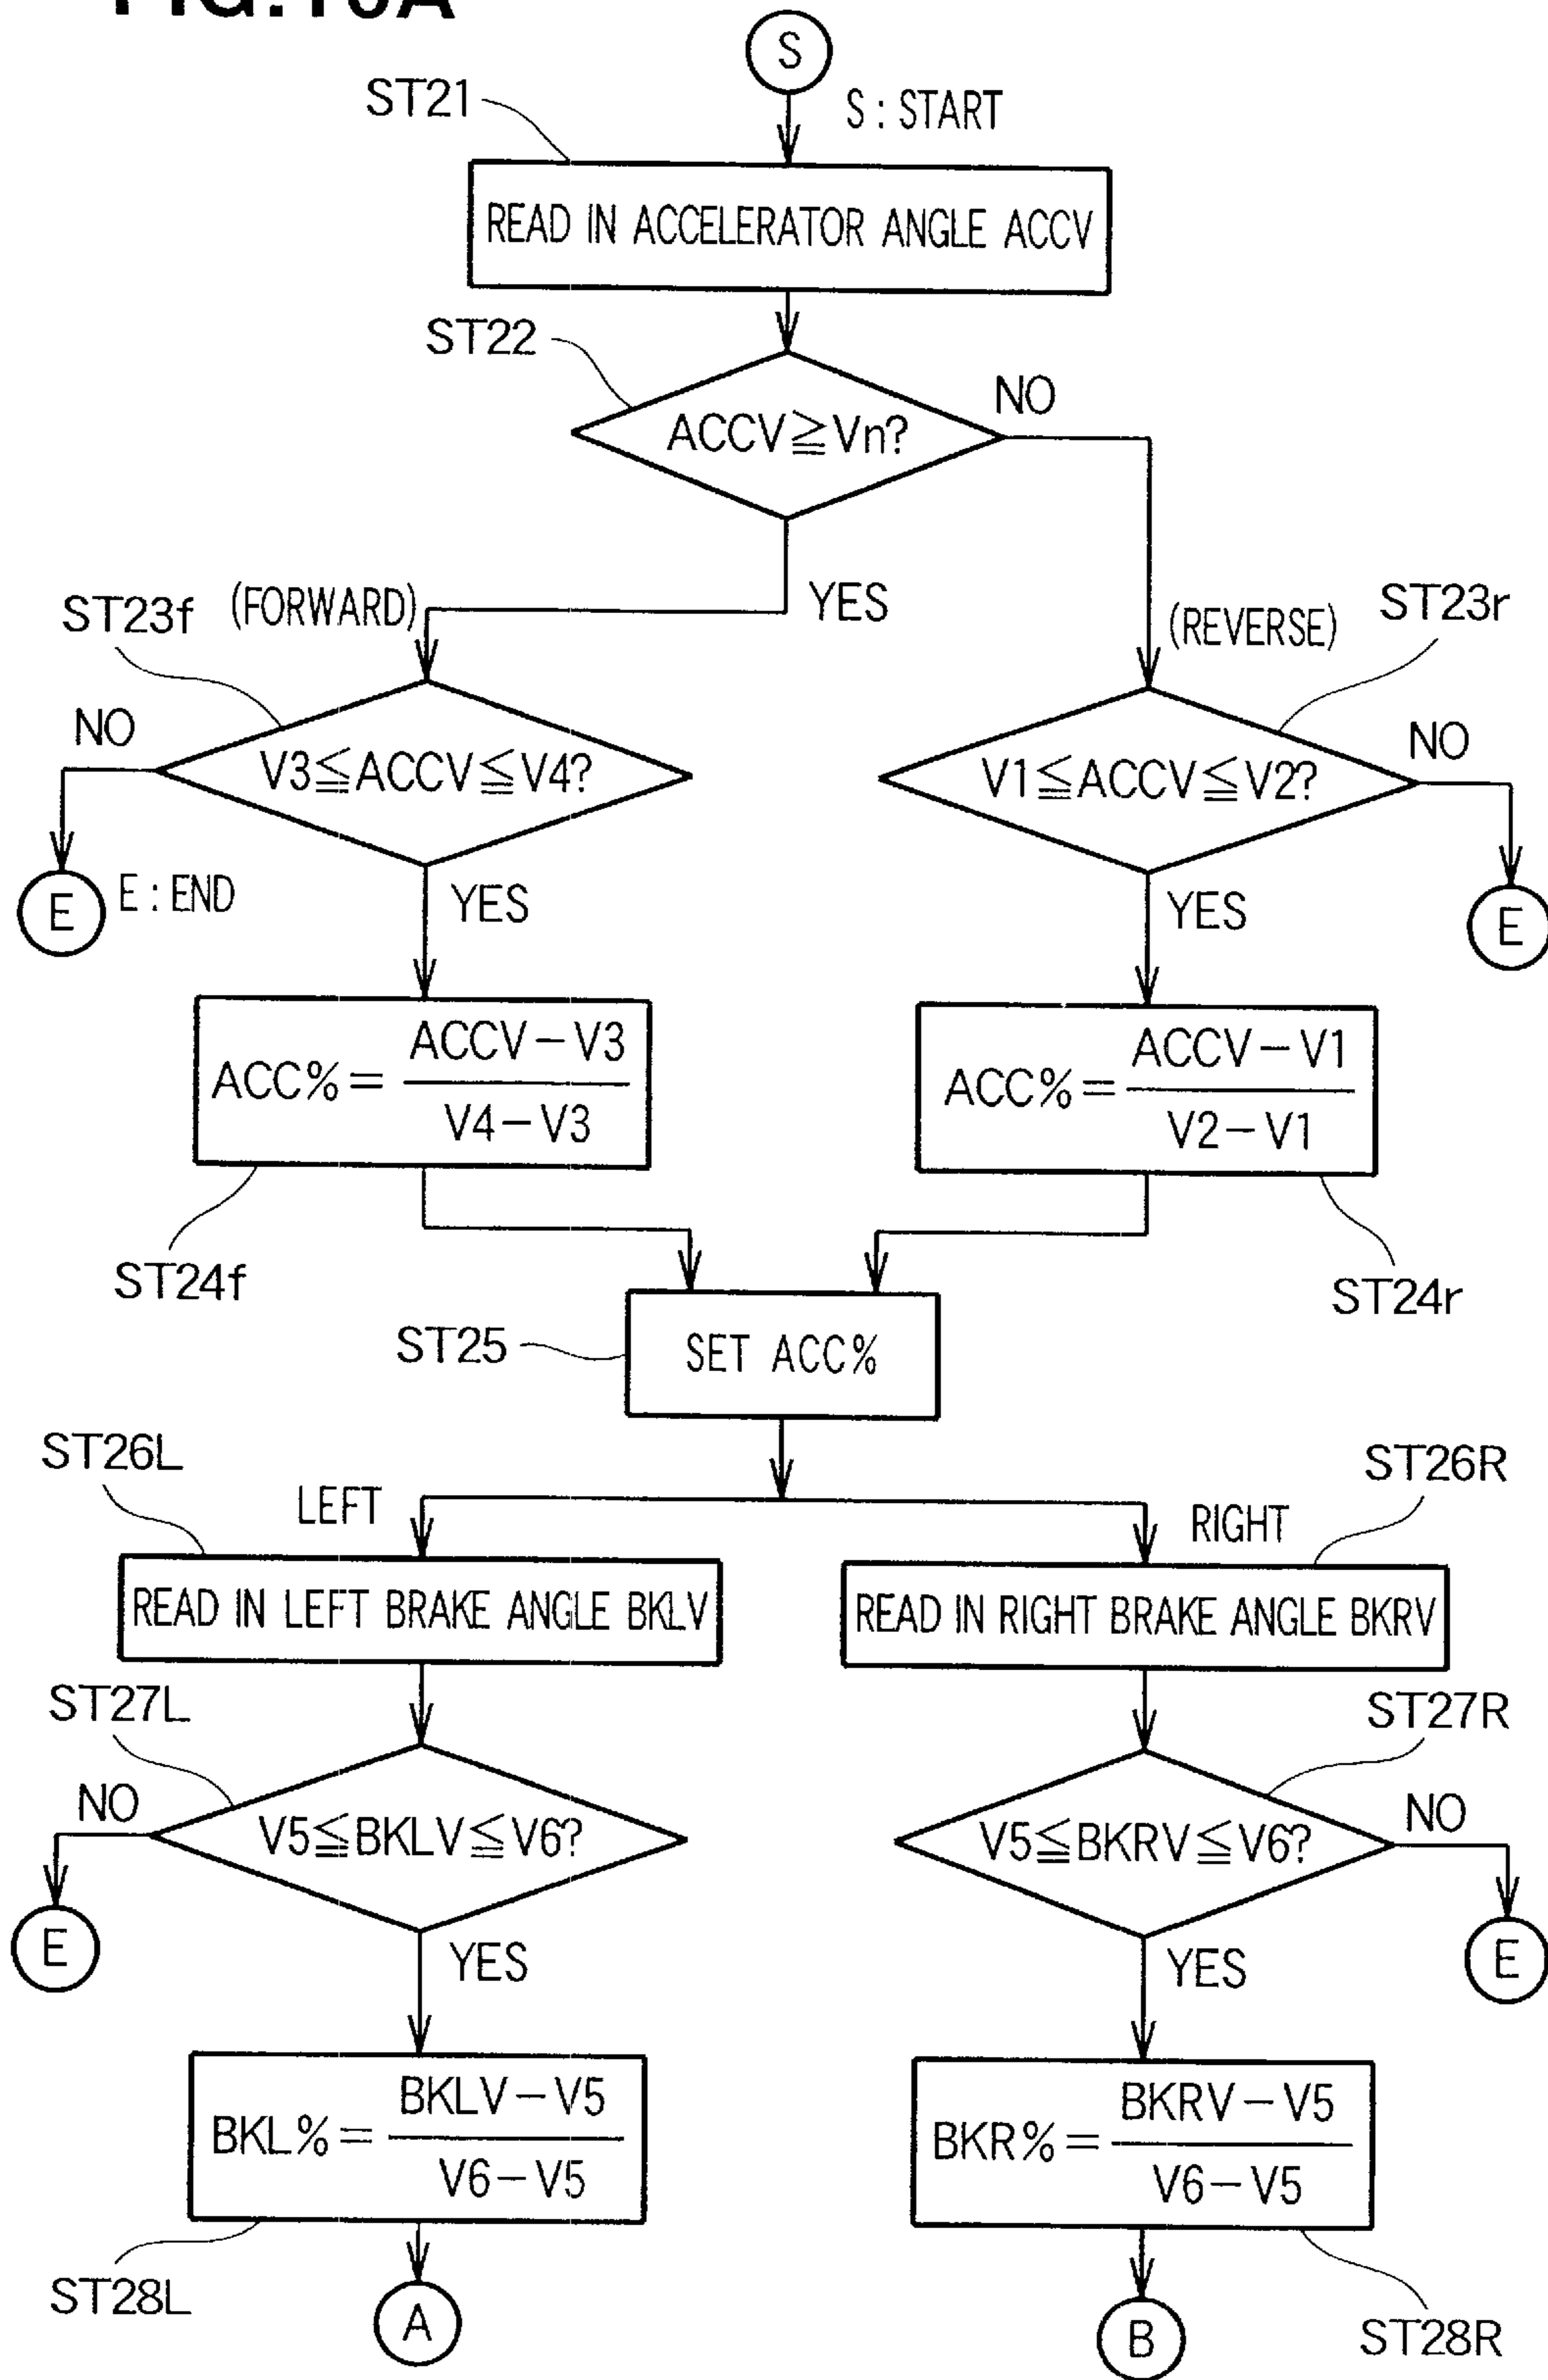 S
ST21
S : START
READ IN ACCELERATOR ANGLE ACCV
ST22
NO
ACCV≧Vn?
YES
ST23f
(FORWARD)
(REVERSE)
ST23r
NO
V3≦ACCV≦V4?
V1≦ACCV≦V2?
NO
E
E : END
YES
YES
E
ACC%=
ACCV−V3
V4−V3
ACC%=
ACCV−V1
V2−V1
ST24f
ST24r
ST25
SET ACC%
ST26L
ST26R
LEFT
RIGHT
READ IN LEFT BRAKE ANGLE BKLV
READ IN RIGHT BRAKE ANGLE BKRV
ST27L
ST27R
NO
V5≦BKLV≦V6?
V5≦BKRV≦V6?
NO
E
YES
YES
E
BKL%=
BKLV−V5
V6−V5
BKR%=
BKRV−V5
V6−V5
ST28L
A
B
ST28R